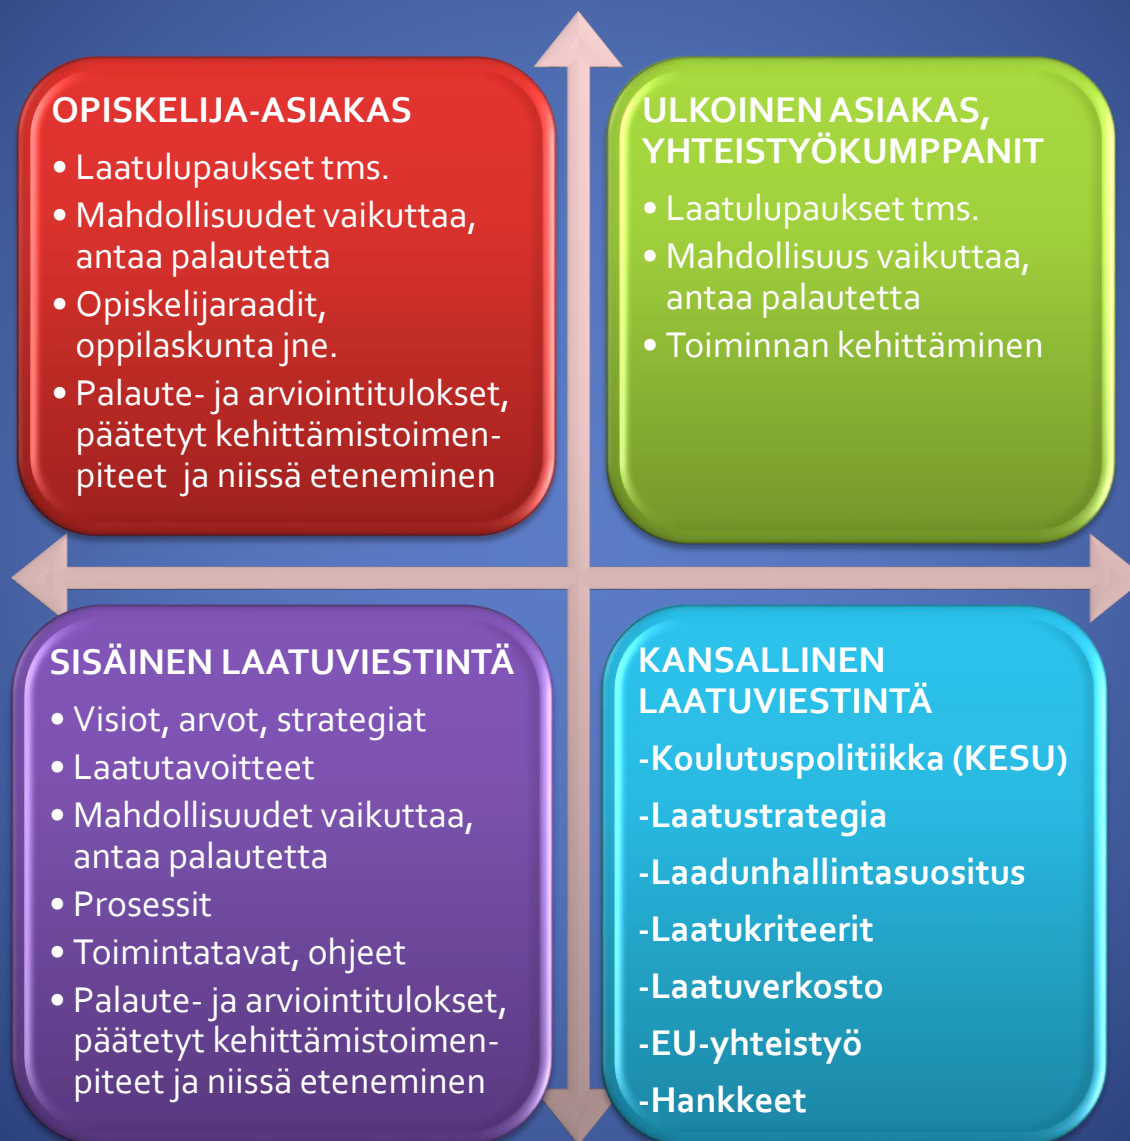 OPISKELIJA-ASIAKAS
• Laatulupaukset tms.
• Mahdollisuudet vaikuttaa,
antaa palautetta
• Opiskelijaraadit,
oppilaskunta jne.
• Palaute- ja arviointitulokset,
päätetyt kehittämistoimen-
piteet ja niissä eteneminen
ULKOINEN ASIAKAS,
YHTEISTYÖKUMPPANIT
• Laatulupaukset tms.
• Mahdollisuus vaikuttaa,
antaa palautetta
• Toiminnan kehittäminen
SISÄINEN LAATUVIESTINTÄ
• Visiot, arvot, strategiat
• Laatutavoitteet
• Mahdollisuudet vaikuttaa,
antaa palautetta
• Prosessit
• Toimintatavat, ohjeet
• Palaute- ja arviointitulokset,
päätetyt kehittämistoimen-
piteet ja niissä eteneminen
KANSALLINEN
LAATUVIESTINTÄ
-Koulutuspolitiikka (KESU)
-Laatustrategia
-Laadunhallintasuositus
-Laatukriteerit
-Laatuverkosto
-EU-yhteistyö
-Hankkeet